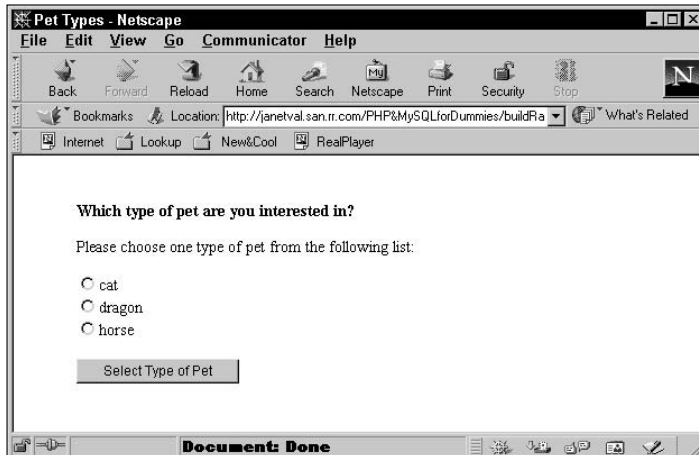 Pet Types - Netscape
File Edit View Go Communicator Help
My
N
Back Forward Reload Home Search Netscape Print Security Stop
Bookmarks Location: http://janetval.san.rr.com/PHP&MySQLforDummies/buildRa What's Related
Internet Lookup New&Cool RealPlayer
Which type of pet are you interested in?
Please choose one type of pet from the following list:
cat
dragon
horse
Select Type of Pet
Document: Done